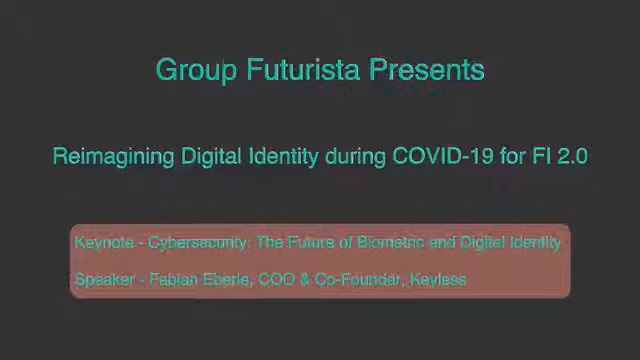 Group Futurista Presents
Reimagining Digital Identity during COVID-19 for FI 2.0
Keynote - Cybersecurity: The Future of Biometric and Digital Identity
Speaker - Fabian Eberle, COO & Co-Founder, Keyless